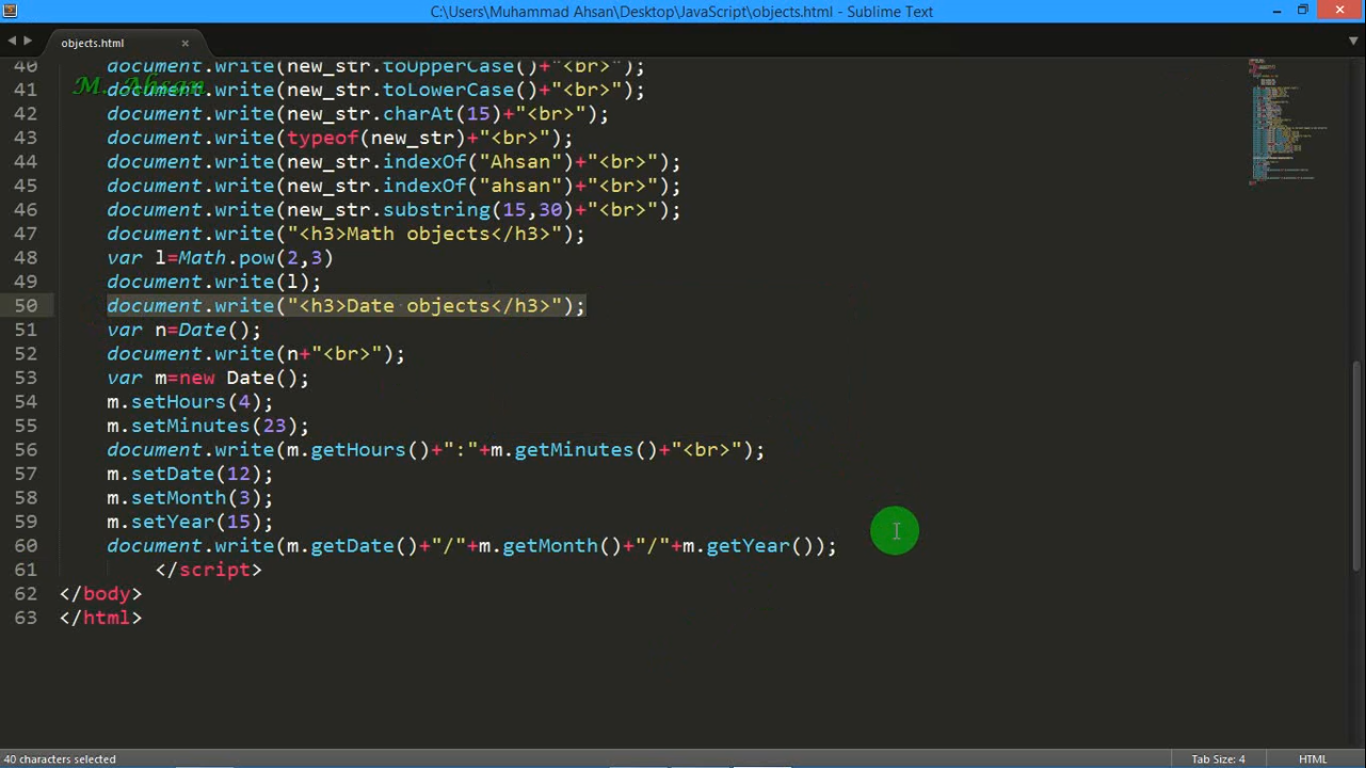 C:\Users\Muhammad Ahsan\Desktop\JavaScript\objects.html - Sublime Text
objects.html
M. Ahsan
40 document.write(new_str.toUpperCase()+"<br>");
41 document.write(new_str.toLowerCase()+"<br>");
42 document.write(new_str.charAt(15)+"<br>");
43 document.write(typeof(new_str)+"<br>");
44 document.write(new_str.indexOf("Ahsan")+"<br>");
45 document.write(new_str.indexOf("ahsan")+"<br>");
46 document.write(new_str.substring(15,30)+"<br>");
47 document.write("<h3>Math objects</h3>");
48 var l=Math.pow(2,3)
49 document.write(l);
50 document.write("<h3>Date objects</h3>");
51 var n=Date();
52 document.write(n+"<br>");
53 var m=new Date();
54 m.setHours(4);
55 m.setMinutes(23);
56 document.write(m.getHours()+":"+m.getMinutes()+"<br>");
57 m.setDate(12);
58 m.setMonth(3);
59 m.setYear(15);
60 document.write(m.getDate()+"/"+m.getMonth()+"/"+m.getYear());
61 </script>
62 </body>
63 </html>
40 characters selected
Tab Size: 4
HTML